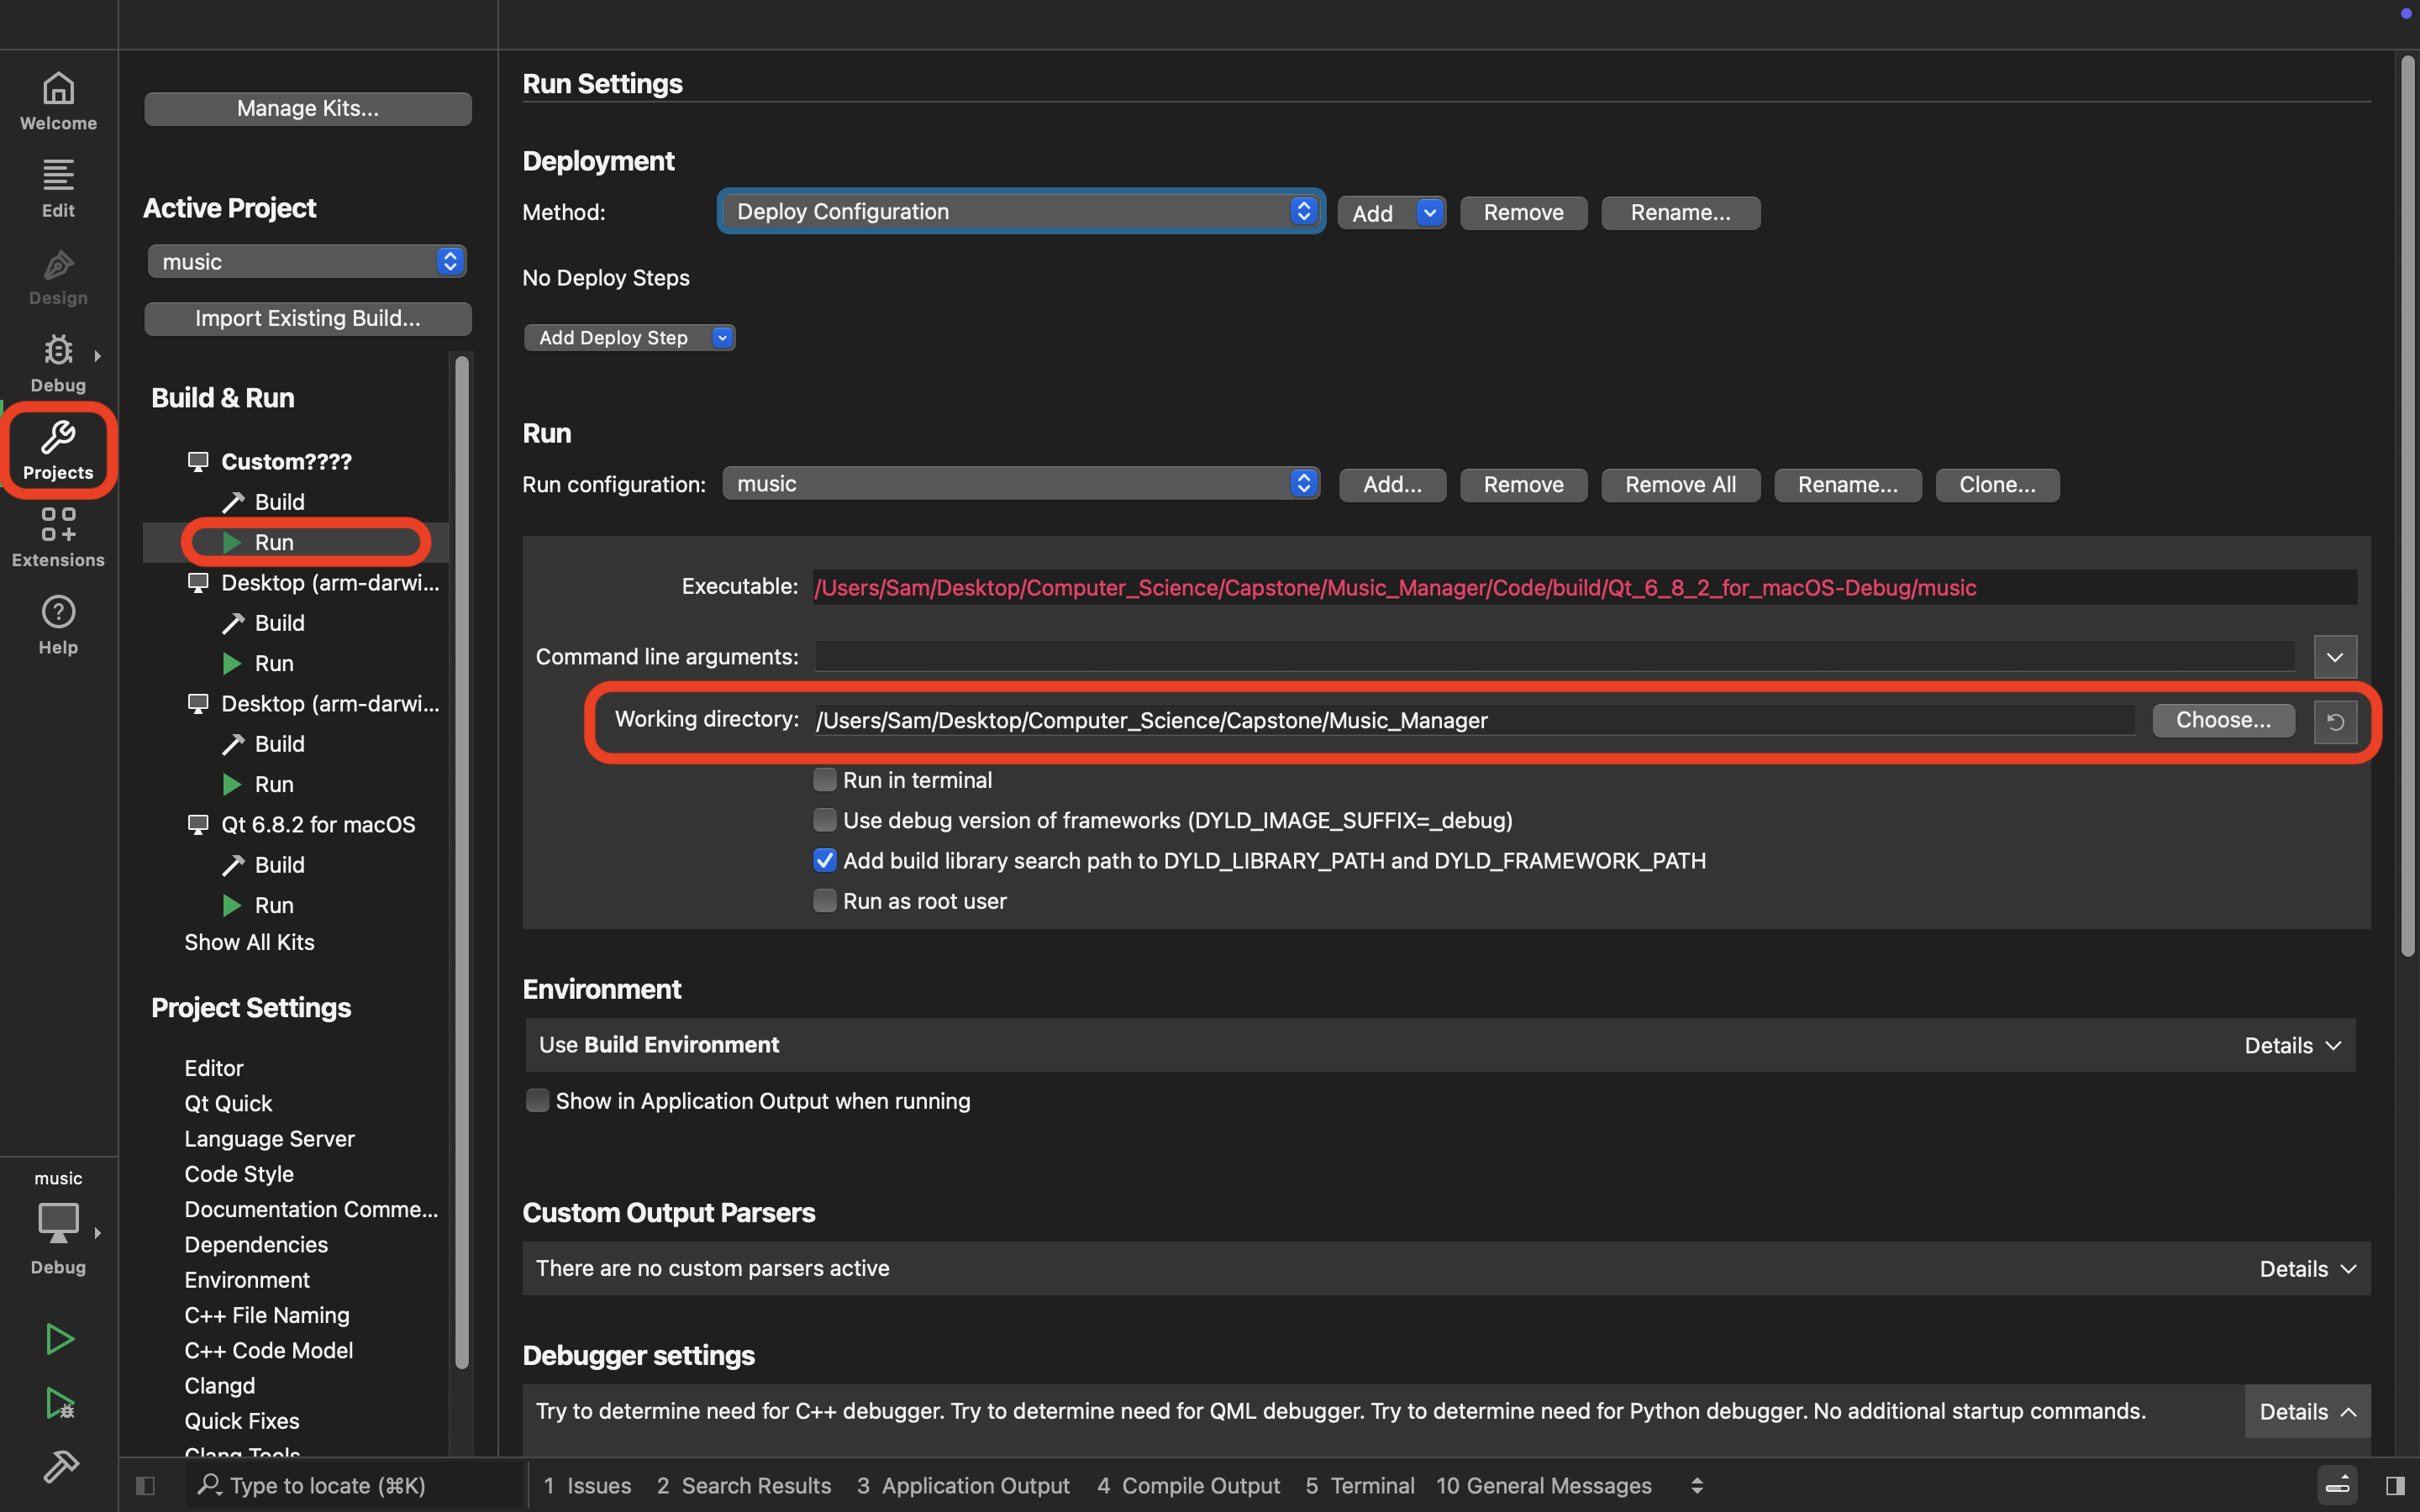 Welcome
Edit
Design
Debug
Projects
Extensions
Help
music
Debug
Manage Kits...
Active Project
music
Import Existing Build...
Build & Run
Custom????
Build
Run
Desktop (arm-darwi...
Build
Run
Desktop (arm-darwi...
Build
Run
Qt 6.8.2 for macOS
Build
Run
Show All Kits
Project Settings
Editor
Qt Quick
Language Server
Code Style
Documentation Comme...
Dependencies
Environment
C++ File Naming
C++ Code Model
Clangd
Quick Fixes
Clang Tools
Run Settings
Deployment
Method: Deploy Configuration Add Remove Rename...
No Deploy Steps
Add Deploy Step
Run
Run configuration: music Add... Remove Remove All Rename... Clone...
Executable: /Users/Sam/Desktop/Computer_Science/Capstone/Music_Manager/Code/build/Qt_6_8_2_for_macOS-Debug/music
Command line arguments:
Working directory: /Users/Sam/Desktop/Computer_Science/Capstone/Music_Manager Choose...
Run in terminal
Use debug version of frameworks (DYLD_IMAGE_SUFFIX=_debug)
Add build library search path to DYLD_LIBRARY_PATH and DYLD_FRAMEWORK_PATH
Run as root user
Environment
Use Build Environment Details
Show in Application Output when running
Custom Output Parsers
There are no custom parsers active Details
Debugger settings
Try to determine need for C++ debugger. Try to determine need for QML debugger. Try to determine need for Python debugger. No additional startup commands. Details
Type to locate (⌘K) 1 Issues 2 Search Results 3 Application Output 4 Compile Output 5 Terminal 10 General Messages